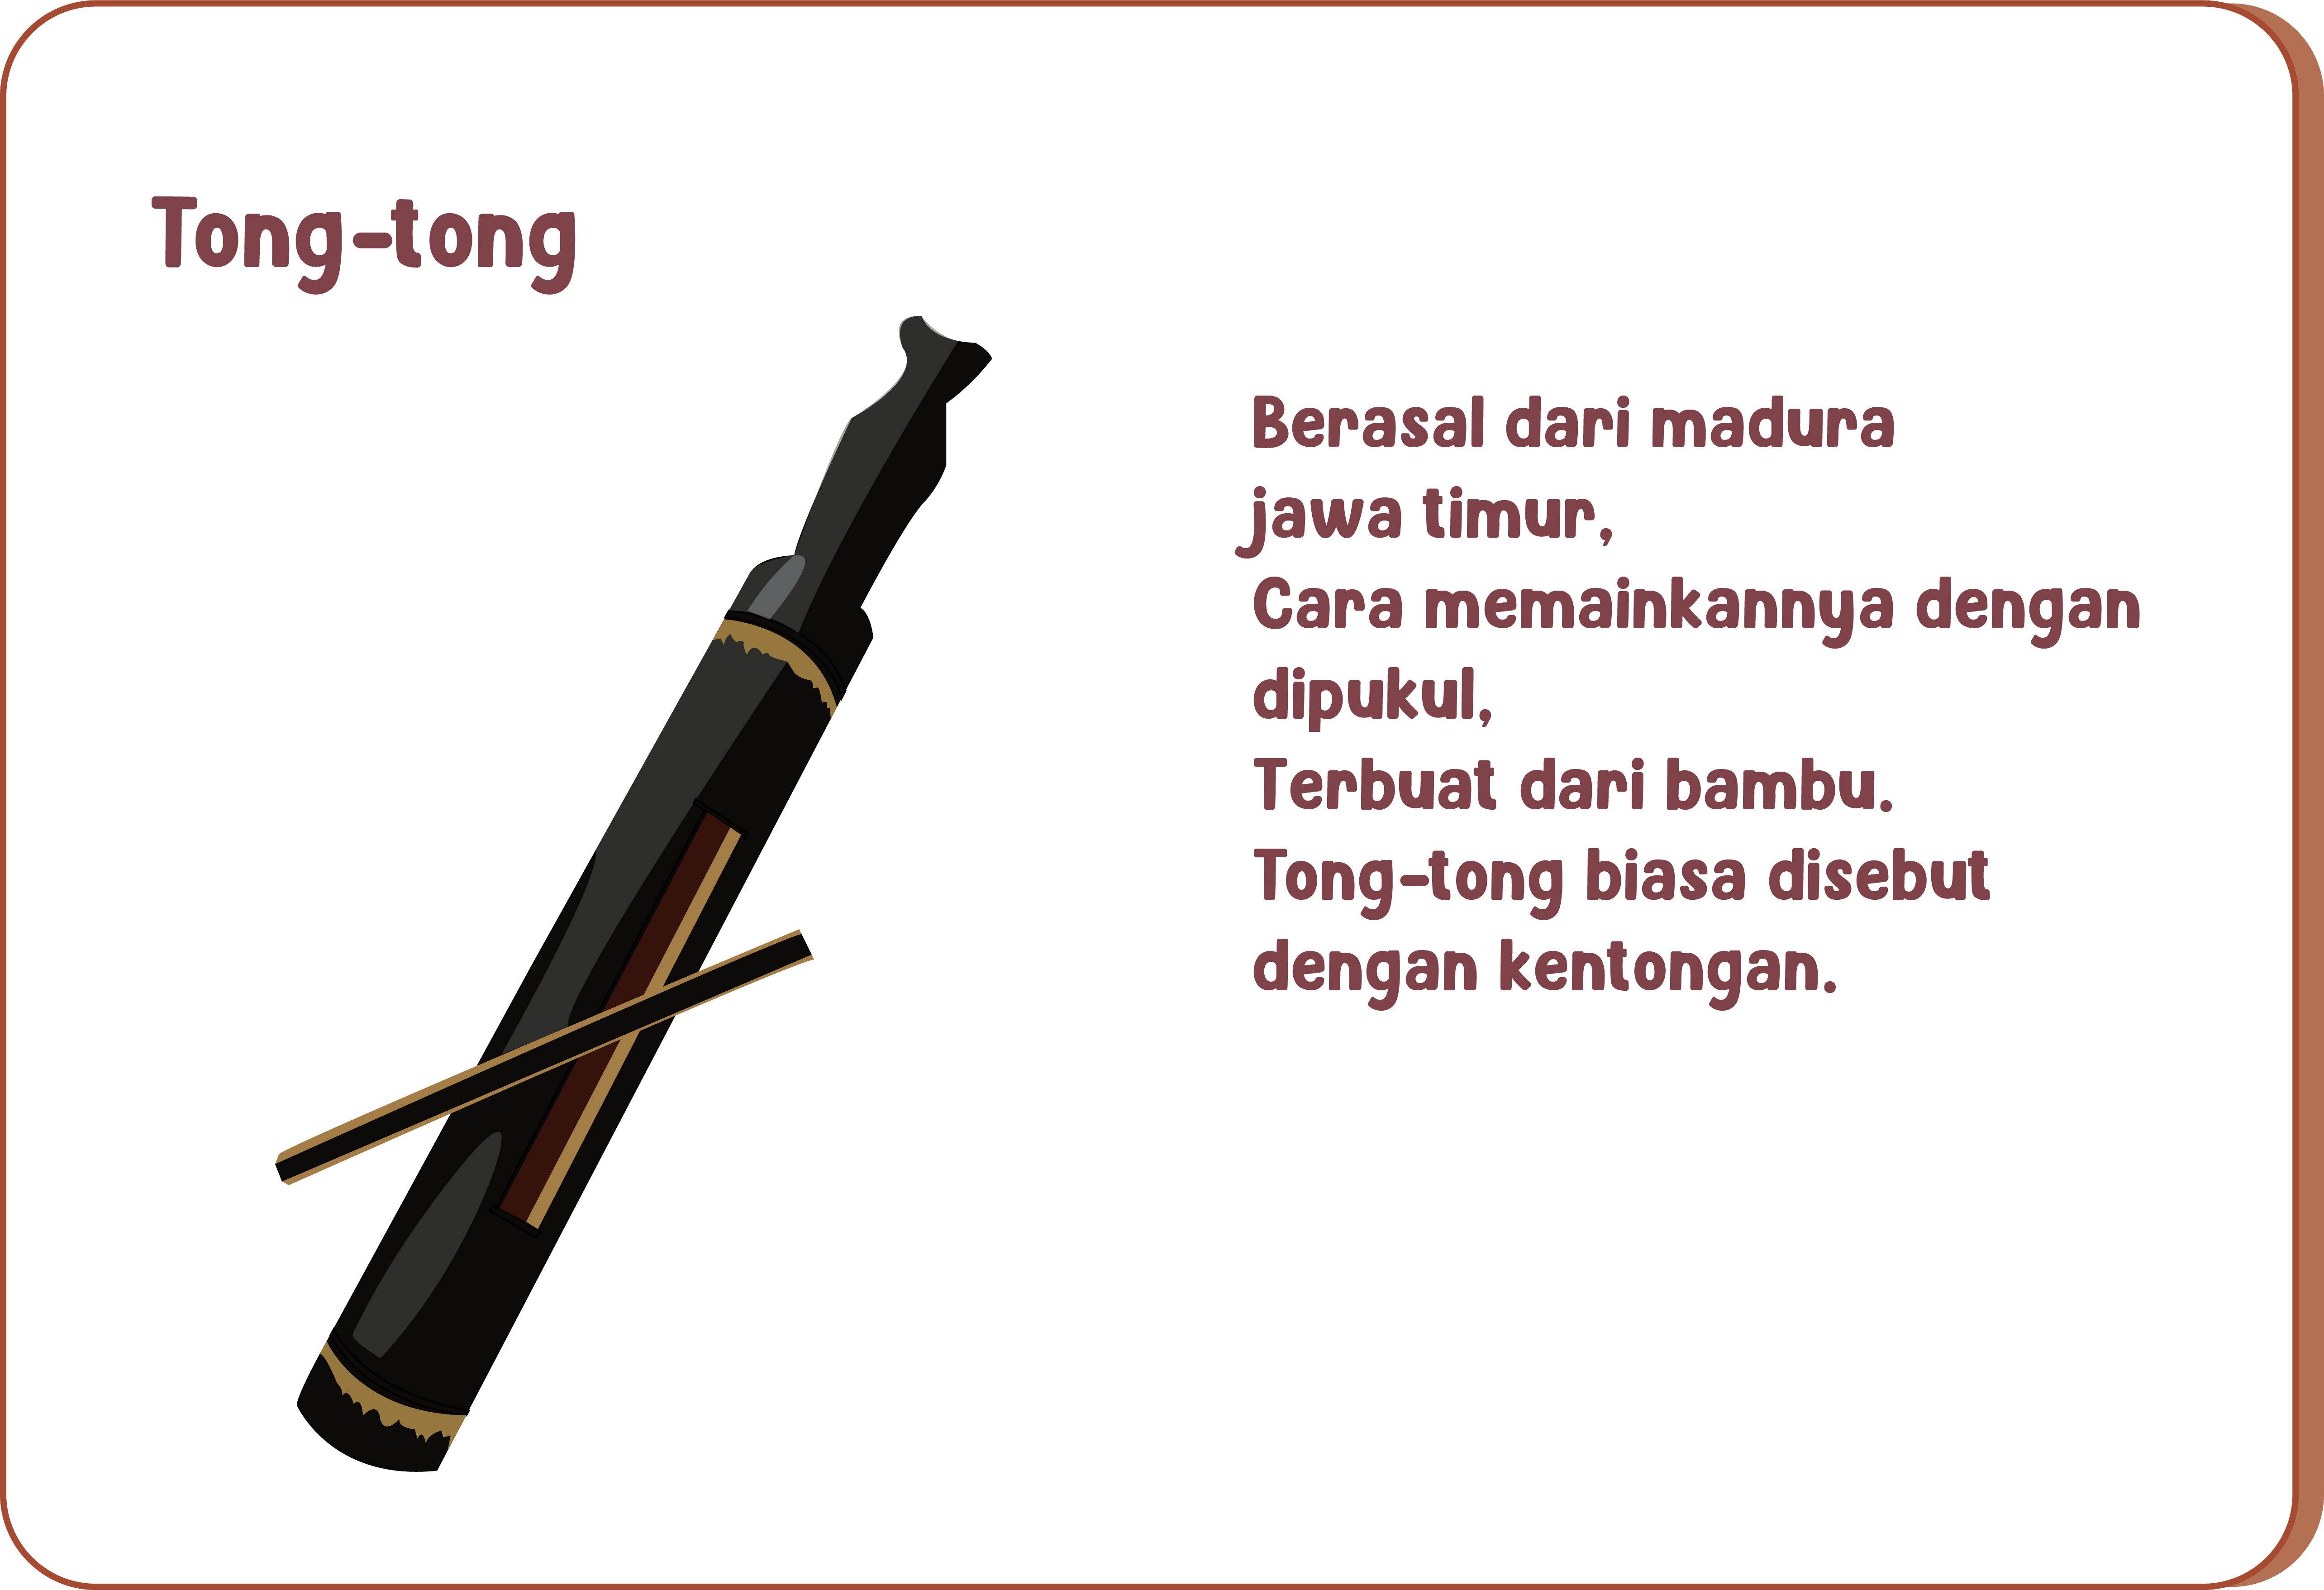 Tong-tong
Berasal dari madura
jawa timur,
Cara memainkannya dengan
dipukul,
Terbuat dari bambu.
Tong-tong biasa disebut
dengan kentongan.